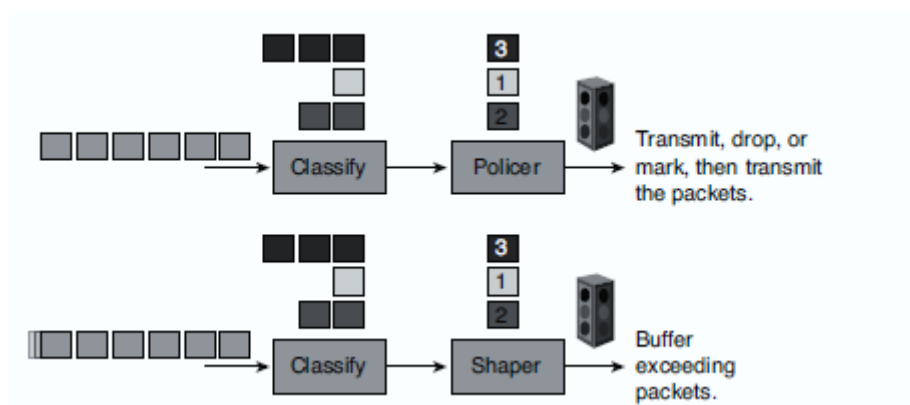 3
1
2
Classify
Policer
Transmit, drop, or
mark, then transmit
the packets.
3
1
2
Classify
Shaper
Buffer
exceeding
packets.